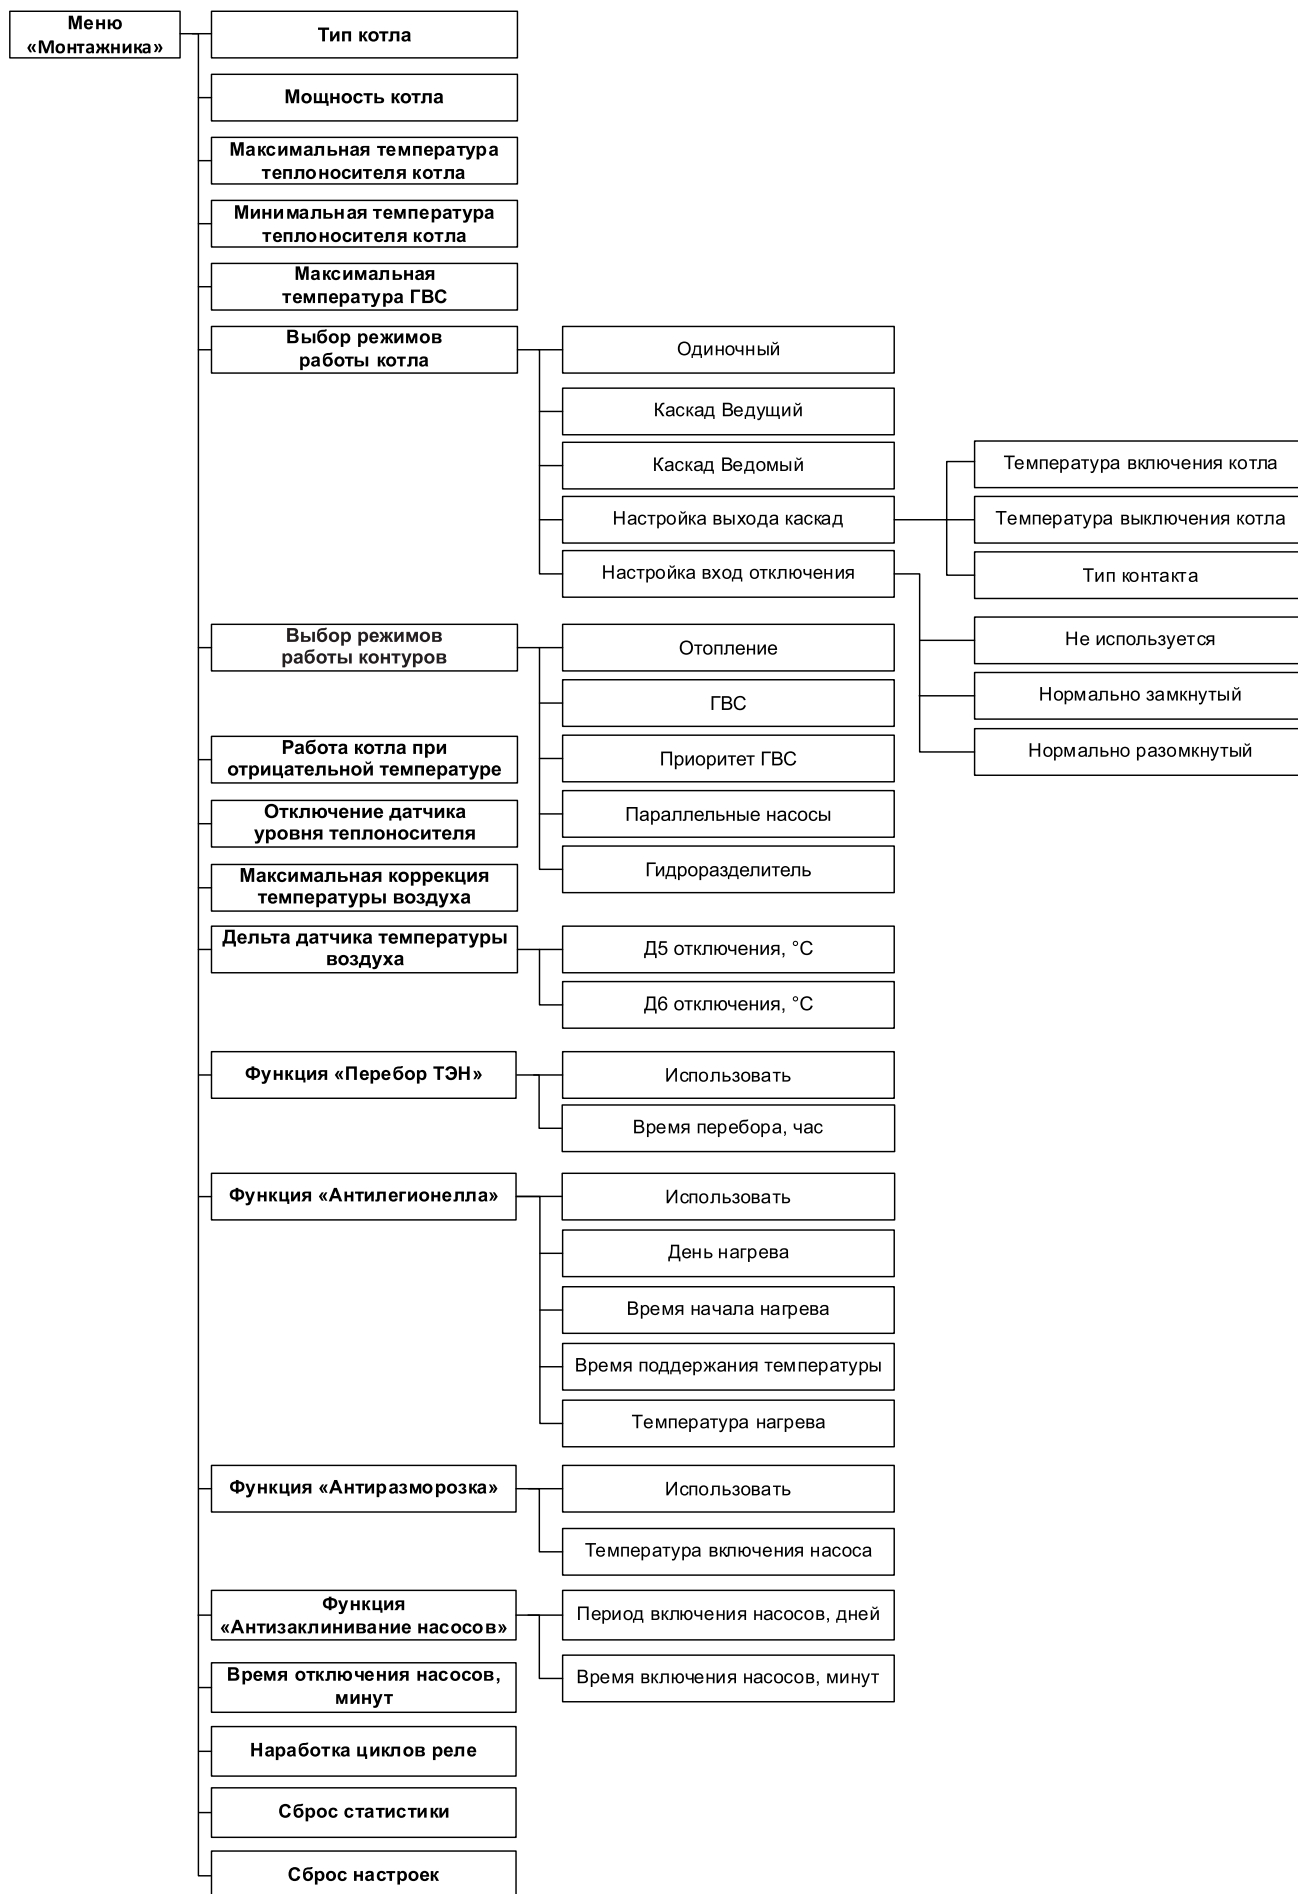 Меню
«Монтажника»
Тип котла
Мощность котла
Максимальная температура
теплоносителя котла
Минимальная температура
теплоносителя котла
Максимальная
температура ГВС
Выбор режимов
работы котла
Одиночный
Каскад Ведущий
Каскад Ведомый
Настройка выхода каскад
Температура включения котла
Температура выключения котла
Тип контакта
Настройка вход отключения
Не используется
Нормально замкнутый
Нормально разомкнутый
Выбор режимов
работы контуров
Отопление
ГВС
Приоритет ГВС
Параллельные насосы
Гидроразделитель
Работа котла при
отрицательной температуре
Отключение датчика
уровня теплоносителя
Максимальная коррекция
температуры воздуха
Дельта датчика температуры
воздуха
Д5 отключения, °С
Д6 отключения, °С
Функция «Перебор ТЭН»
Использовать
Время перебора, час
Функция «Антилегионелла»
Использовать
День нагрева
Время начала нагрева
Время поддержания температуры
Температура нагрева
Функция «Антиразморозка»
Использовать
Температура включения насоса
Функция
«Антизаклинивание насосов»
Период включения насосов, дней
Время включения насосов, минут
Время отключения насосов,
минут
Наработка циклов реле
Сброс статистики
Сброс настроек